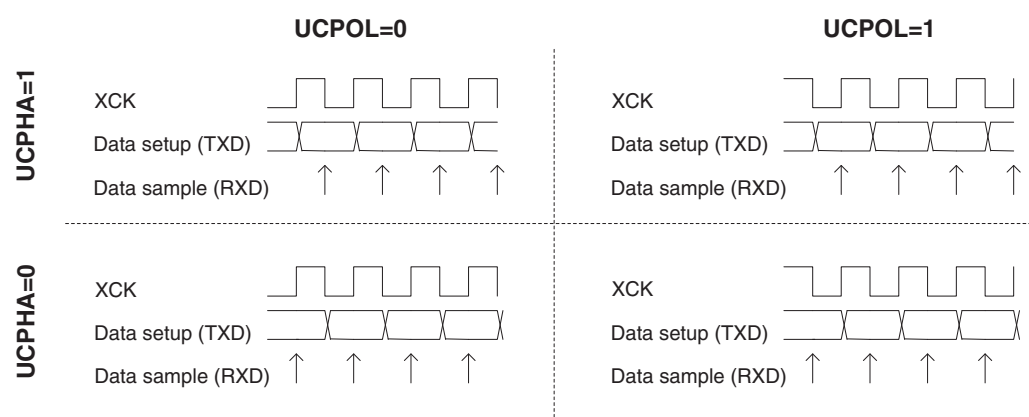 UCPOL=0 UCPOL=1
UCPHA=1
XCK
Data setup (TXD)
Data sample (RXD)
XCK
Data setup (TXD)
Data sample (RXD)
UCPHA=0
XCK
Data setup (TXD)
Data sample (RXD)
XCK
Data setup (TXD)
Data sample (RXD)